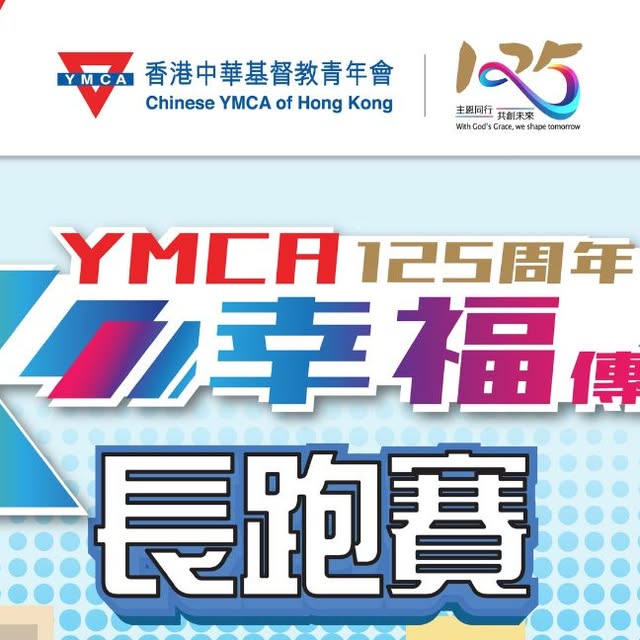 YMCA
香港中華基督教青年會
Chinese YMCA of Hong Kong
125
主恩同行 共創未來
With God's Grace, we shape tomorrow
YMCA 125周年
幸福傳
長跑賽